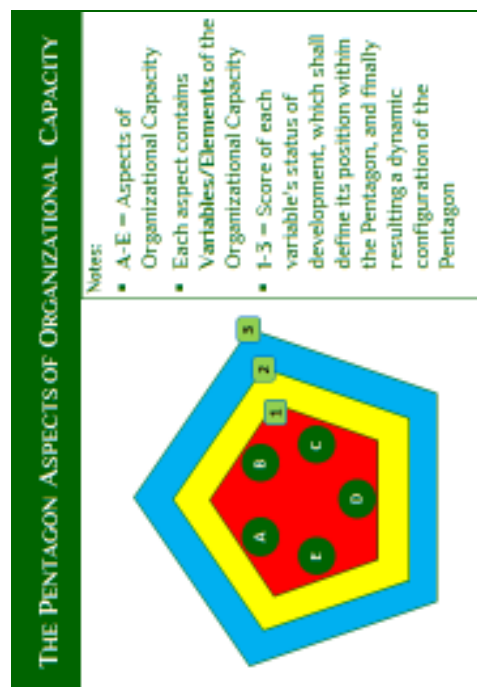 THE PENTAGON ASPECTS OF ORGANIZATIONAL CAPACITY
Notes:
▪ A-E = Aspects of
Organizational Capacity
▪ Each aspect contains
Variables/Elements of the
Organizational Capacity
▪ 1-3 = Score of each
variable's status of
development, which shall
define its position within
the Pentagon, and finally
resulting a dynamic
configuration of the
Pentagon
3
2
1
A
B
C
D
E